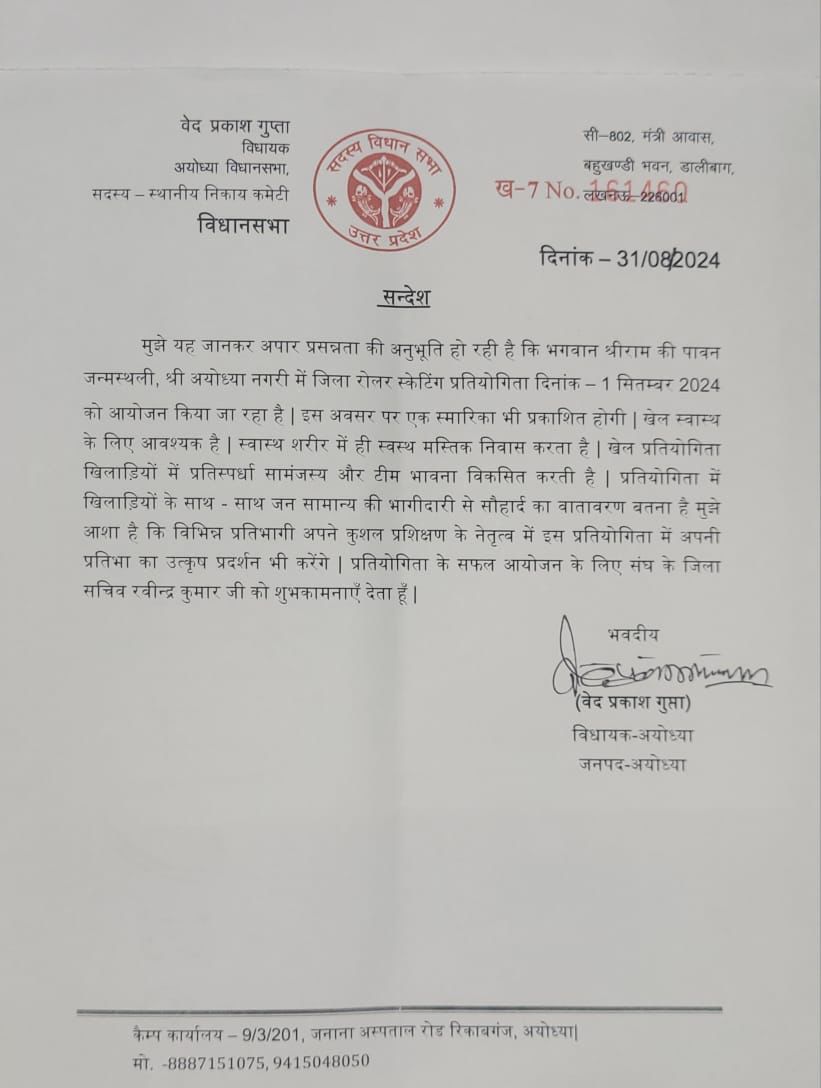 वेद प्रकाश गुप्ता
विधायक
अयोध्या विधानसभा,
सदस्य – स्थानीय निकाय कमेटी
विधानसभा
सदस्य विधान सभा
उत्तर प्रदेश
सी–802, मंत्री आवास,
बहुखण्डी भवन, डालीबाग,
लखनऊ–226001
ख–7 No. 161460
दिनांक – 31/08/2024
सन्देश
मुझे यह जानकर अपार प्रसन्नता की अनुभूति हो रही है कि भगवान श्रीराम की पावन
जन्मस्थली, श्री अयोध्या नगरी में जिला रोलर स्केटिंग प्रतियोगिता दिनांक – 1 सितम्बर 2024
को आयोजन किया जा रहा है | इस अवसर पर एक स्मारिका भी प्रकाशित होगी | खेल स्वास्थ
के लिए आवश्यक है | स्वास्थ शरीर में ही स्वस्थ मस्तिक निवास करता है | खेल प्रतियोगिता
खिलाड़ियों में प्रतिस्पर्धा सामंजस्य और टीम भावना विकसित करती है | प्रतियोगिता में
खिलाड़ियों के साथ - साथ जन सामान्य की भागीदारी से सौहार्द का वातावरण बतना है मुझे
आशा है कि विभिन्न प्रतिभागी अपने कुशल प्रशिक्षण के नेतृत्व में इस प्रतियोगिता में अपनी
प्रतिभा का उत्कृष प्रदर्शन भी करेंगे | प्रतियोगिता के सफल आयोजन के लिए संघ के जिला
सचिव रवीन्द्र कुमार जी को शुभकामनाएँ देता हूँ |
भवदीय
(वेद प्रकाश गुप्ता)
विधायक-अयोध्या
जनपद-अयोध्या
कैम्प कार्यालय – 9/3/201, जनाना अस्पताल रोड रिकाबगंज, अयोध्या|
मो. -8887151075, 9415048050